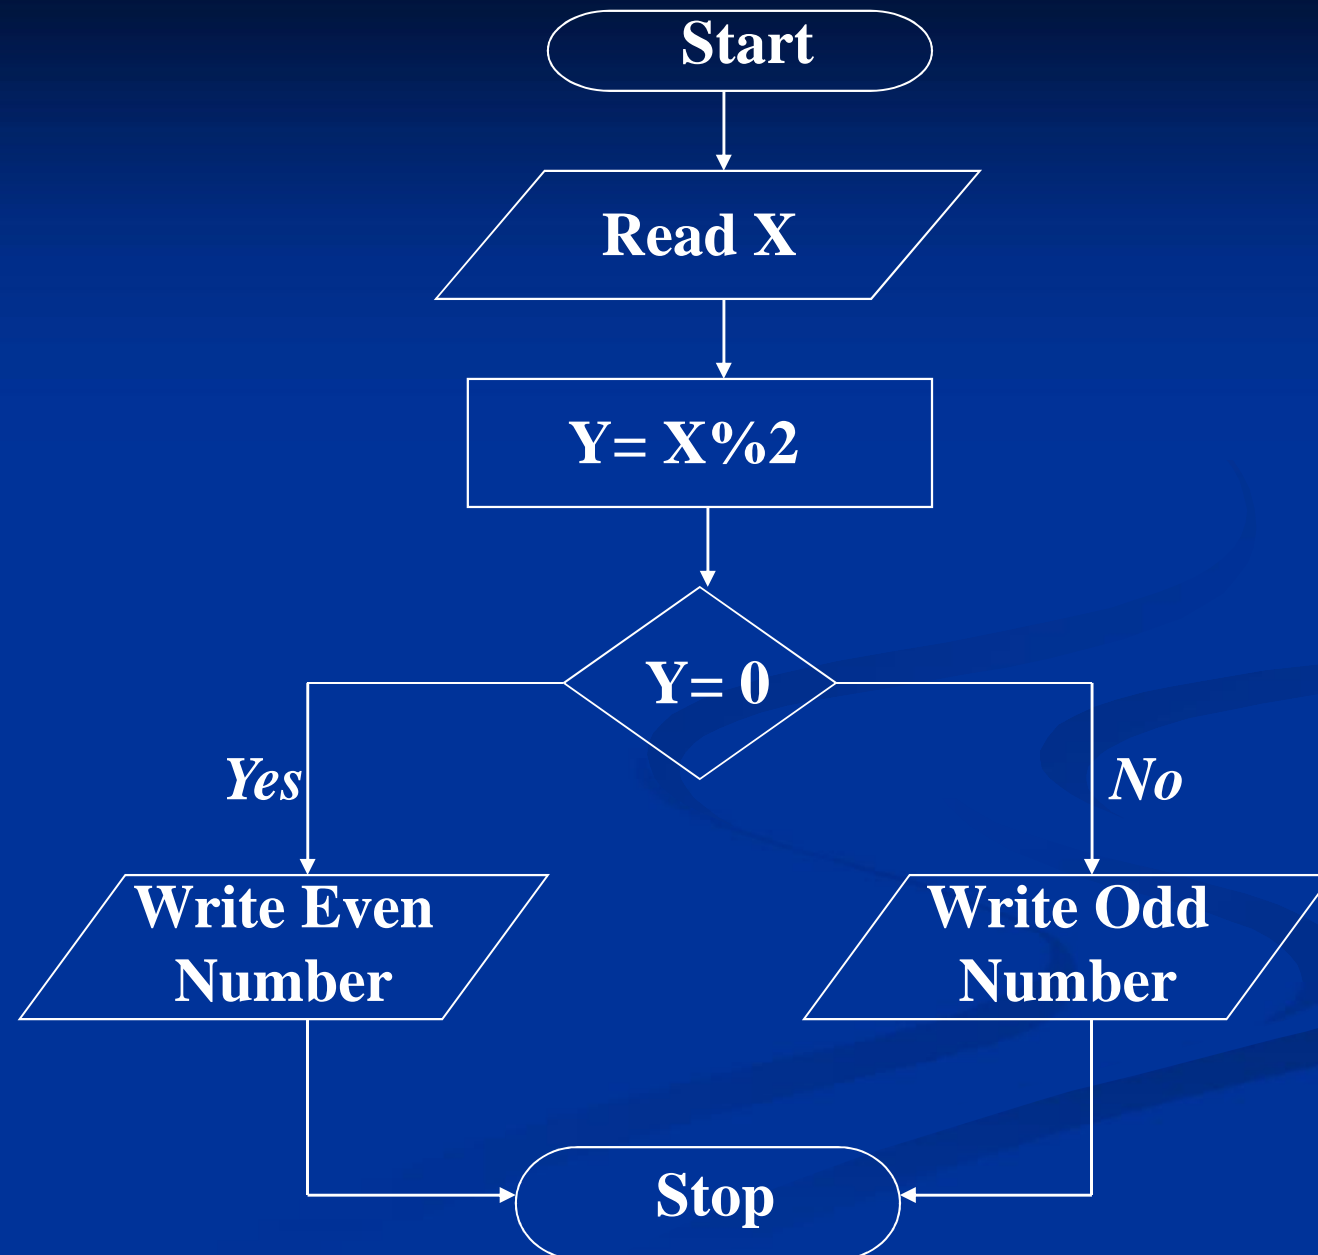 Start
Read X
Y= X%2
Y= 0
Yes
No
Write Even
Number
Write Odd
Number
Stop